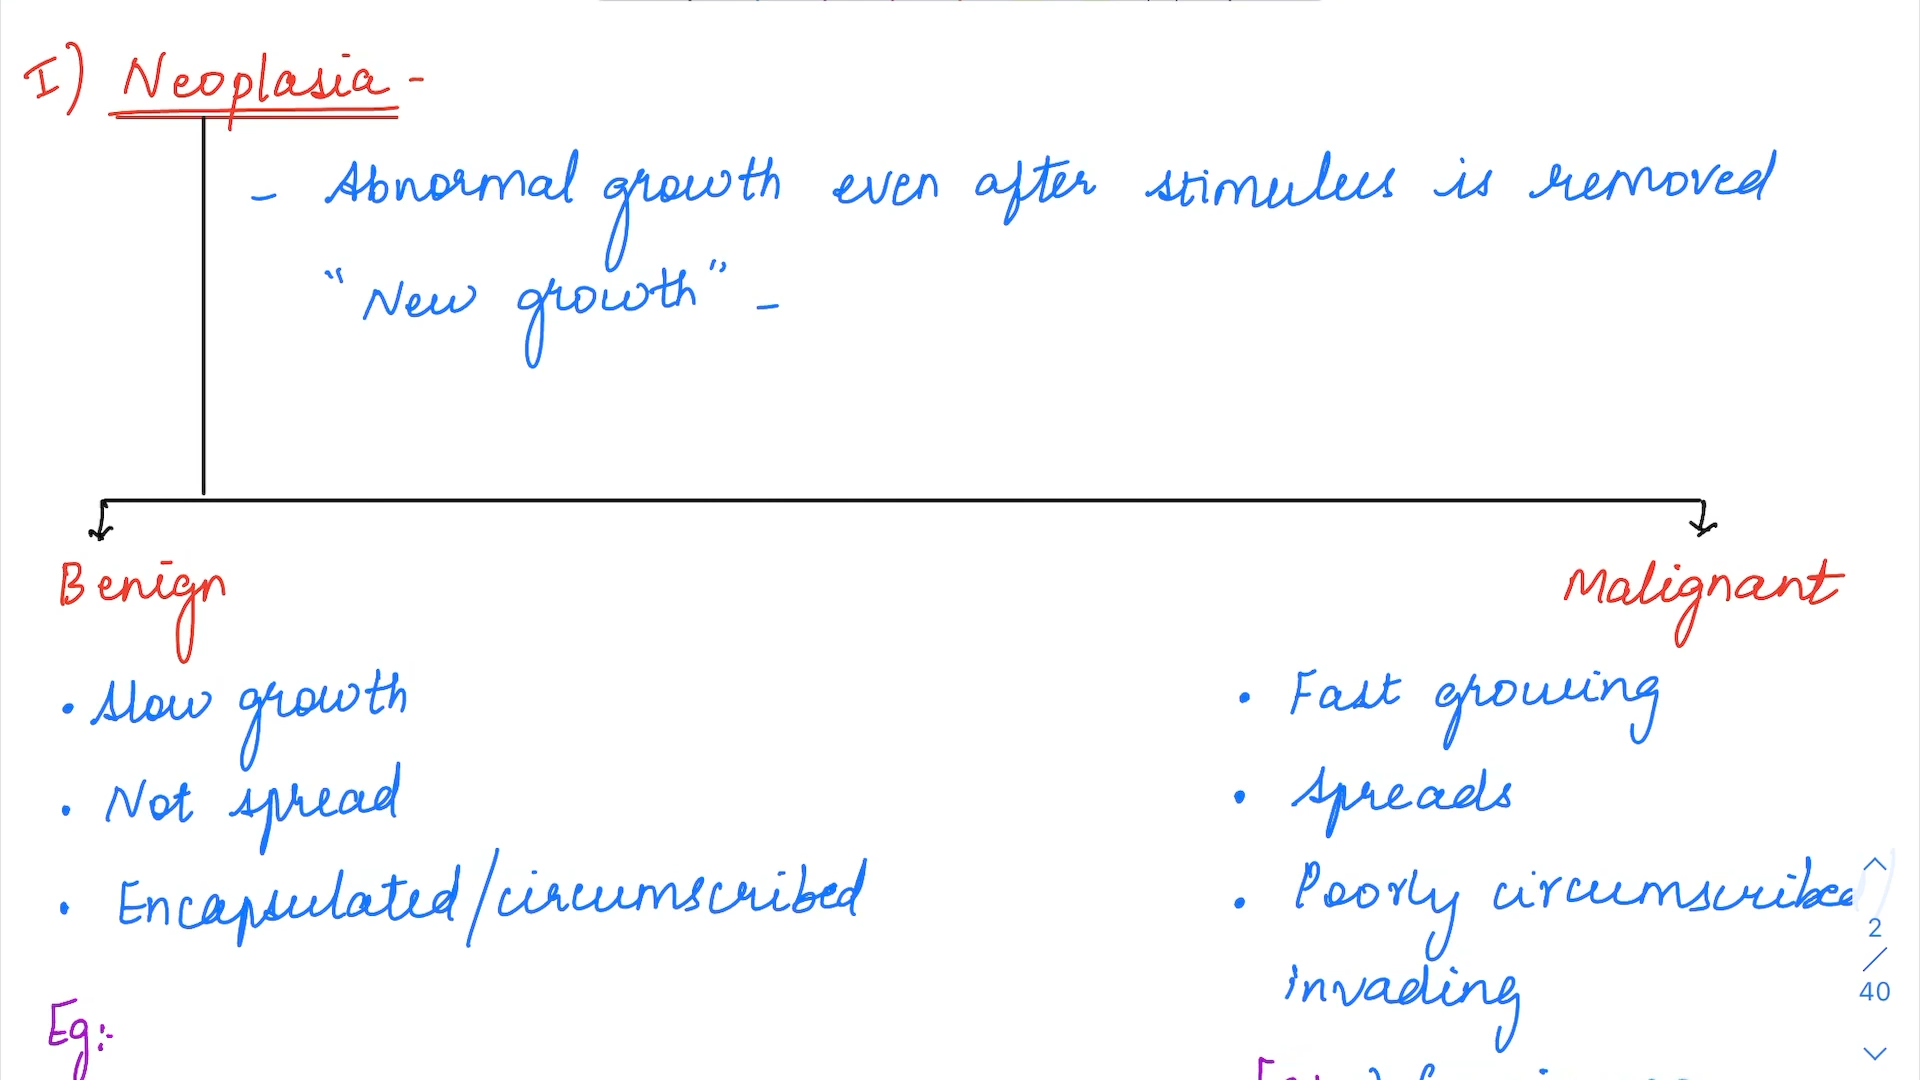 I) Neoplasia -
- Abnormal growth even after stimulus is removed
"New growth" -
Benign
Malignant
• Slow growth
• Not spread
• Encapsulated/circumscribed
Eg:-
• Fast growing
• Spreads
• Poorly circumscribed
invading
2
/
40